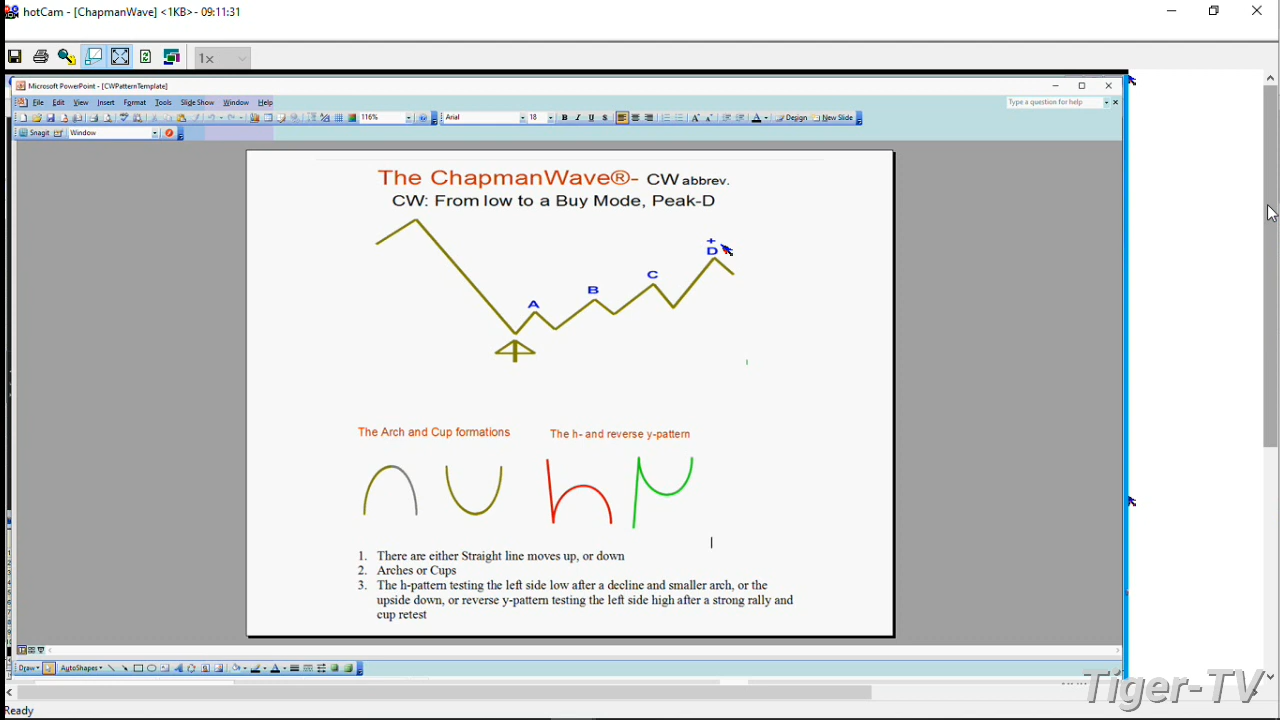 hotCam - [ChapmanWave] <1KB>- 09:11:31
1x
Microsoft PowerPoint - [CWPatternTemplate]
File Edit View Insert Format Tools Slide Show Window Help
Type a question for help
116% Arial 18 B I U S A Design New Slide
Snagit Window
The ChapmanWave®- CW abbrev.
CW: From low to a Buy Mode, Peak-D
+
D
C
B
A
The Arch and Cup formations
The h- and reverse y-pattern
1. There are either Straight line moves up, or down
2. Arches or Cups
3. The h-pattern testing the left side low after a decline and smaller arch, or the
upside down, or reverse y-pattern testing the left side high after a strong rally and
cup retest
Draw AutoShapes
Tiger-TV
Ready